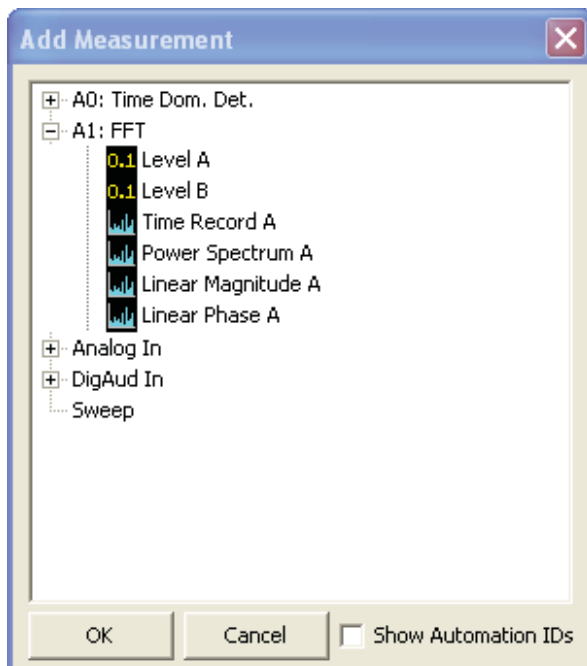 Add Measurement
A0: Time Dom. Det.
A1: FFT
0.1 Level A
0.1 Level B
Time Record A
Power Spectrum A
Linear Magnitude A
Linear Phase A
Analog In
DigAud In
Sweep
OK Cancel Show Automation IDs